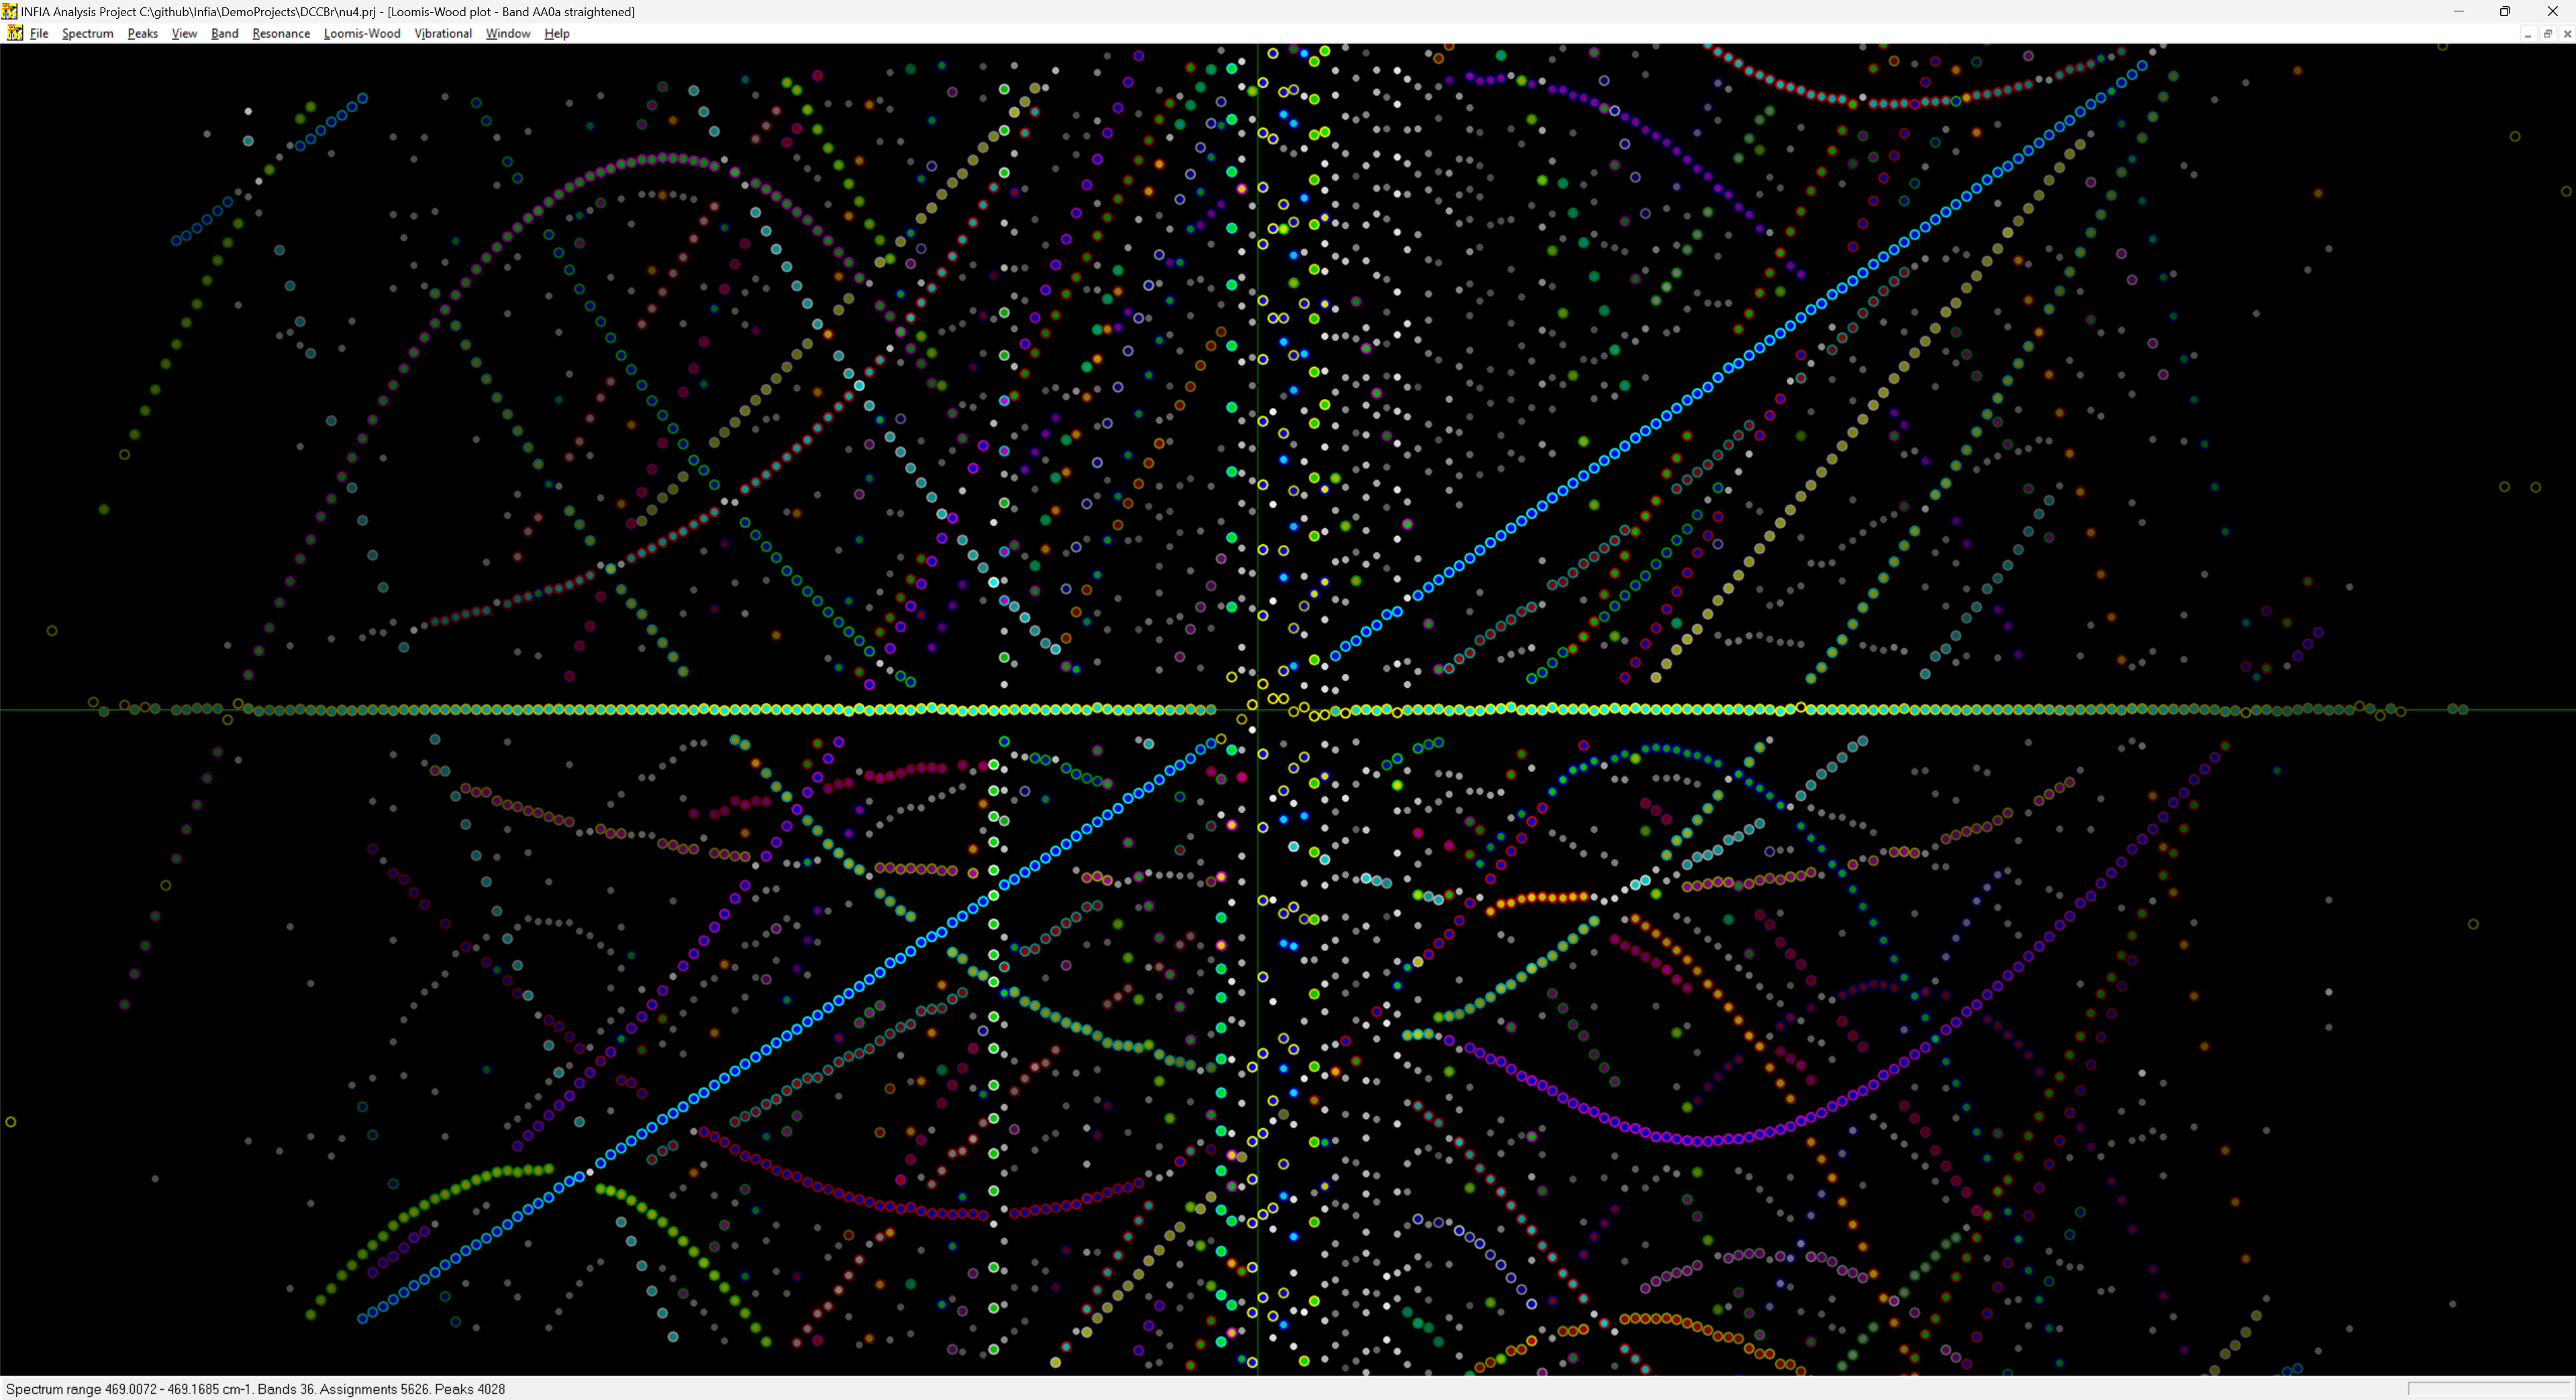 INFIA Analysis Project C:\github\Infia\DemoProjects\DCCBr\nu4.prj - [Loomis-Wood plot - Band AA0a straightened]
File Spectrum Peaks View Band Resonance Loomis-Wood Vibrational Window Help
Spectrum range 469.0072 - 469.1685 cm-1. Bands 36. Assignments 5626. Peaks 4028